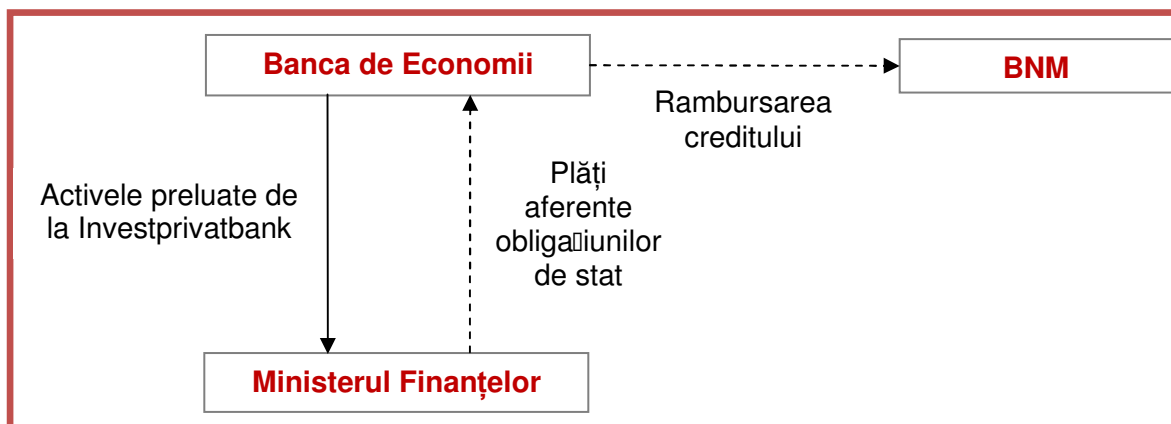 Banca de Economii
BNM
Rambursarea
creditului
Activele preluate de
la Investprivatbank
Plăți
aferente
obliga▯iunilor
de stat
Ministerul Finanțelor